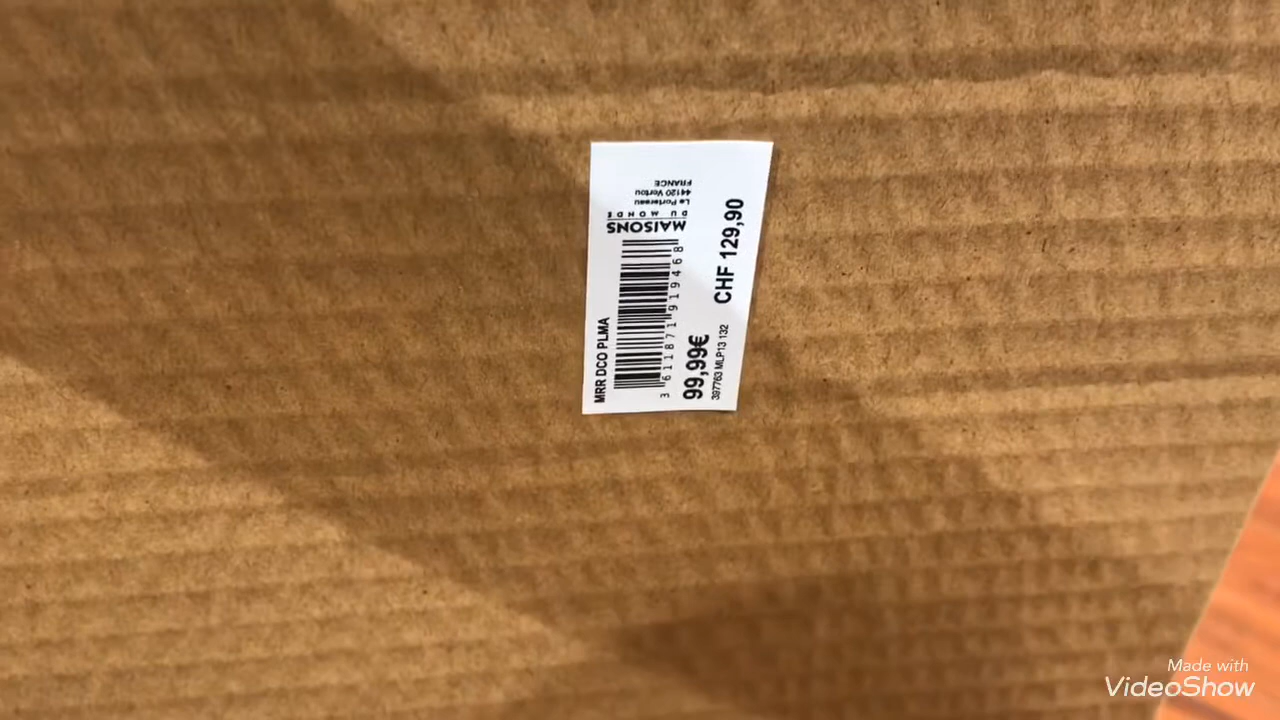 MRR DCO PLMA
MAISONS
DU MONDE
Le Portereau
44120 Vertou
FRANCE
3 611871 919468
99,99€
CHF 129,90
397763 MLP13 132
Made with
VideoShow